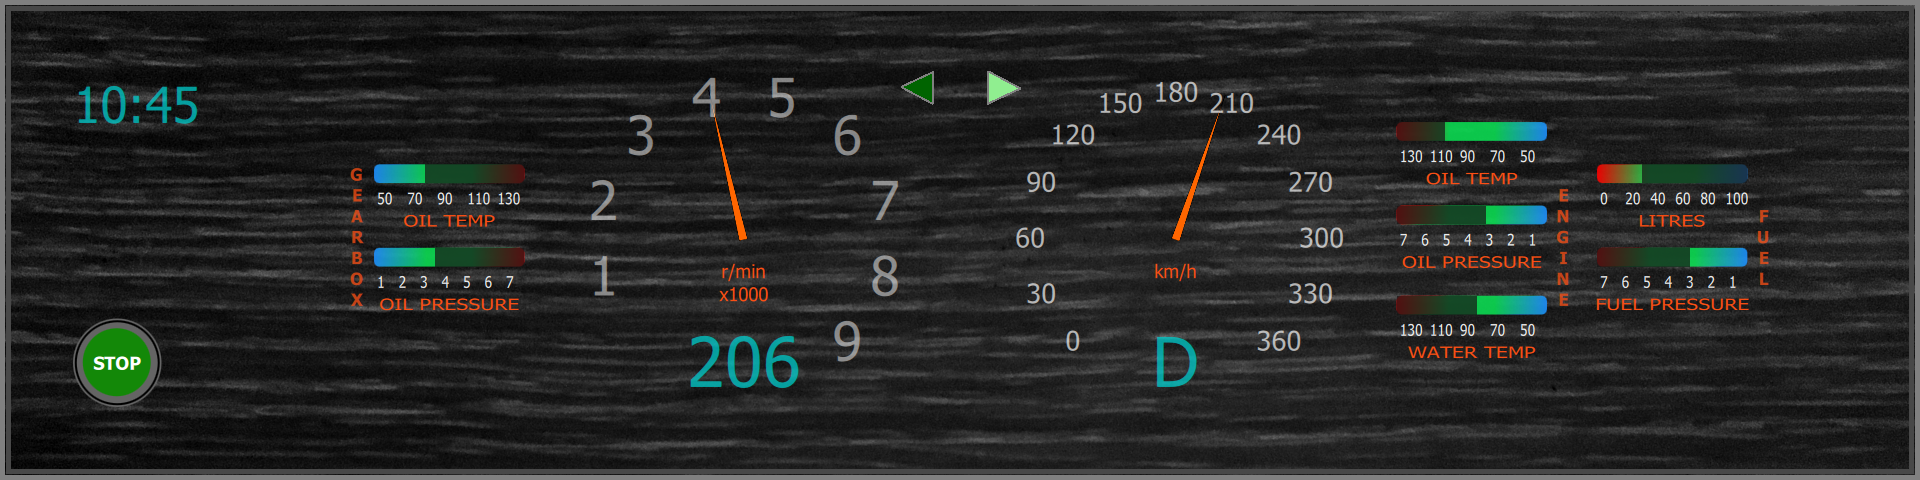 10:45
GEARBOX
50 70 90 110 130
OIL TEMP
1 2 3 4 5 6 7
OIL PRESSURE
STOP
1 2 3 4 5 6 7 8 9
r/min
x1000
206
0 30 60 90 120 150 180 210 240 270 300 330 360
km/h
D
130 110 90 70 50
OIL TEMP
7 6 5 4 3 2 1
OIL PRESSURE
130 110 90 70 50
WATER TEMP
ENGINE
0 20 40 60 80 100
LITRES
7 6 5 4 3 2 1
FUEL PRESSURE
FUEL